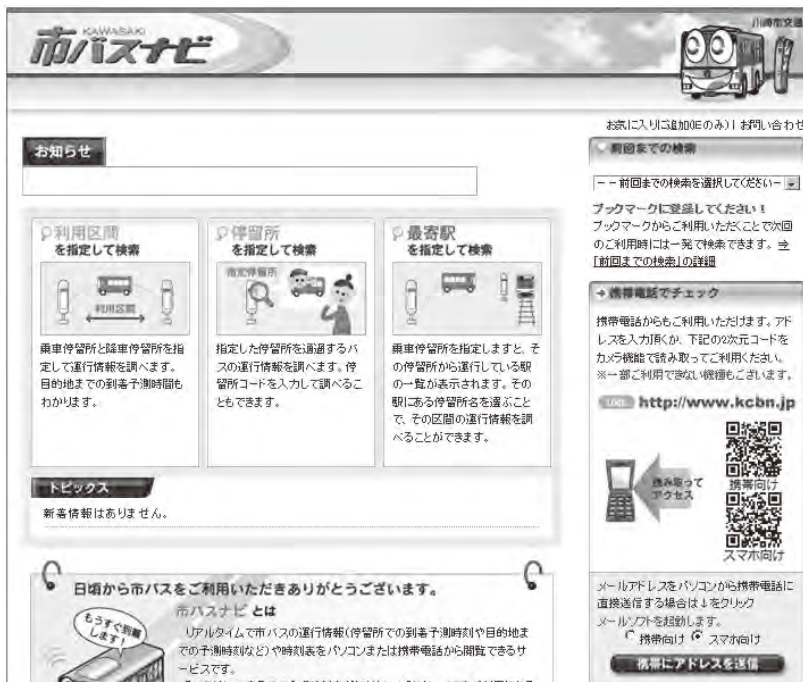 KAWASAKI
市バスナビ
川崎市交通
お気に入りに追加(IEのみ)| お問い合わせ
お知らせ
利用区間
を指定して検索
利用区間
乗車停留所と降車停留所を指
定して運行情報を調べます。
目的地までの到着予測時間も
わかります。
停留所
を指定して検索
指定停留所
指定した停留所を通過するバ
スの運行情報を調べます。停
留所コードを入力して調べるこ
ともできます。
最寄駅
を指定して検索
乗車停留所を指定しますと、そ
の停留所から運行している駅
の一覧が表示されます。その
駅にある停留所名を選ぶこと
で、その区間の運行情報を調
べることができます。
トピックス
新着情報はありません。
日頃から市バスをご利用いただきありがとうございます。
もうすぐ到着
します!
市バスナビ とは
リアルタイムで市バスの運行情報(停留所での到着予測時刻や目的地ま
での予測時刻など)や時刻表をパソコンまたは携帯電話から閲覧できるサ
ービスです。
前回までの検索
－－前回までの検索を選択してください－
ブックマークに登録してください!
ブックマークからご利用いただくことで次回
のご利用時には一発で検索できます。⇒
「前回までの検索」の詳細
携帯電話でチェック
携帯電話からもご利用いただけます。アド
レスを入力頂くか、下記の2次元コードを
カメラ機能で読み取ってご利用ください。
※一部ご利用できない機種もございます。
URL http://www.kcbn.jp
読み取って
アクセス
携帯向け
スマホ向け
メールアドレスをパソコンから携帯電話に
直接送信する場合は↓をクリック
メールソフトを起動します。
携帯向け スマホ向け
携帯にアドレスを送信